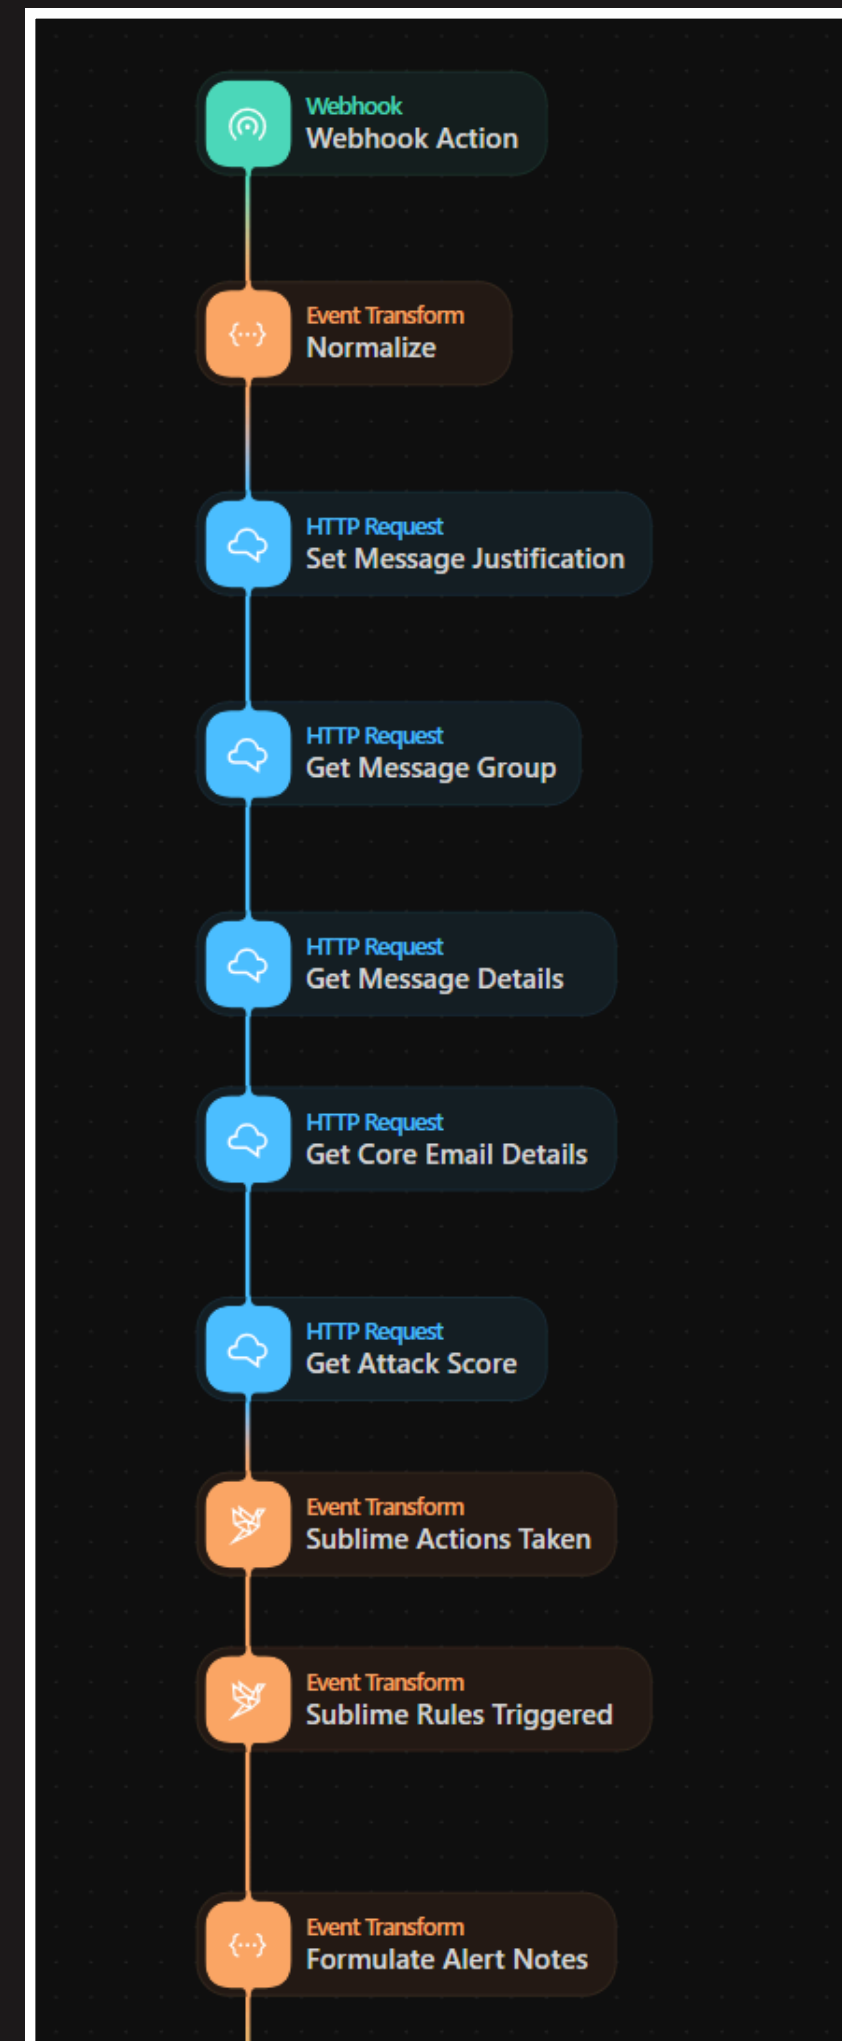 Webhook
Webhook Action
Event Transform
Normalize
HTTP Request
Set Message Justification
HTTP Request
Get Message Group
HTTP Request
Get Message Details
HTTP Request
Get Core Email Details
HTTP Request
Get Attack Score
Event Transform
Sublime Actions Taken
Event Transform
Sublime Rules Triggered
Event Transform
Formulate Alert Notes